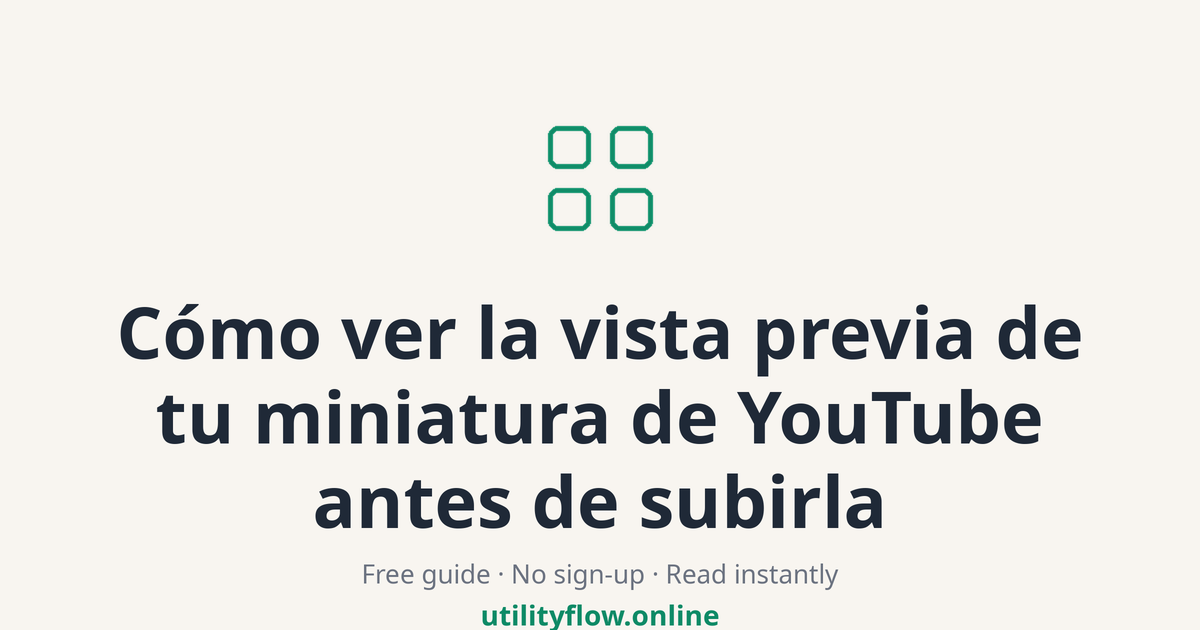 Cómo ver la vista previa de
tu miniatura de YouTube
antes de subirla
Free guide · No sign-up · Read instantly
utilityflow.online